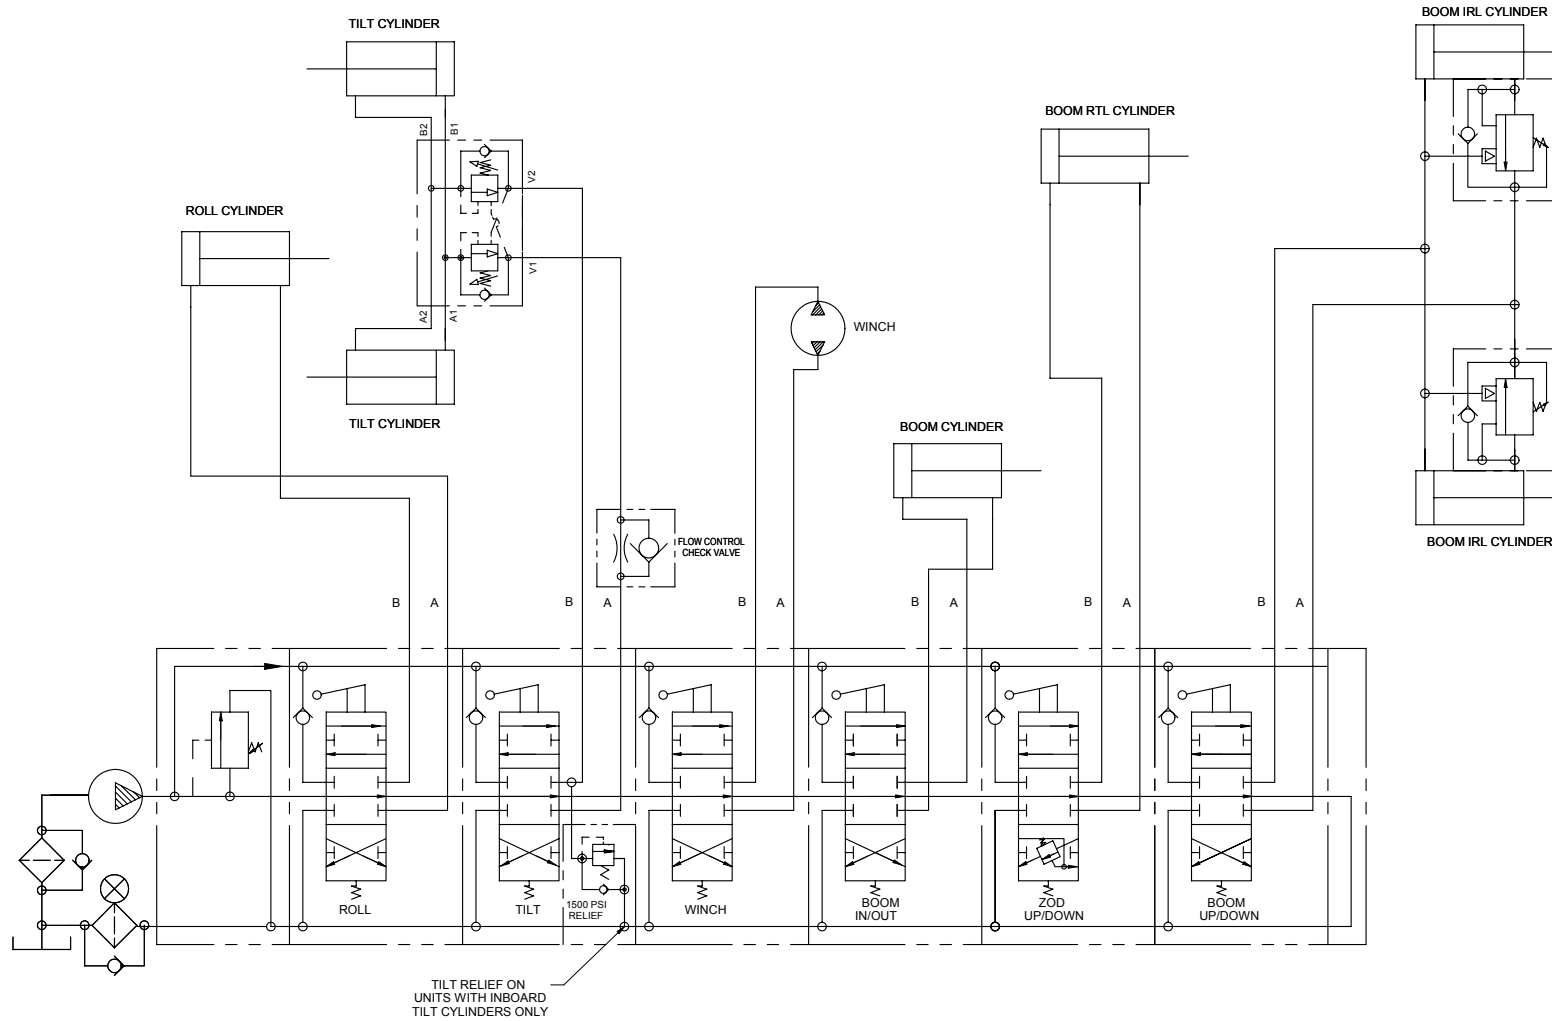 TILT CYLINDER
BOOM IRL CYLINDER
BOOM RTL CYLINDER
B2
B1
V2
ROLL CYLINDER
V1
A2
A1
WINCH
TILT CYLINDER
BOOM CYLINDER
FLOW CONTROL
CHECK VALVE
BOOM IRL CYLINDER
B
A
B
A
B
A
B
A
B
A
B
A
ROLL
TILT
1500 PSI
RELIEF
WINCH
BOOM
IN/OUT
ZOD
UP/DOWN
BOOM
UP/DOWN
TILT RELIEF ON
UNITS WITH INBOARD
TILT CYLINDERS ONLY